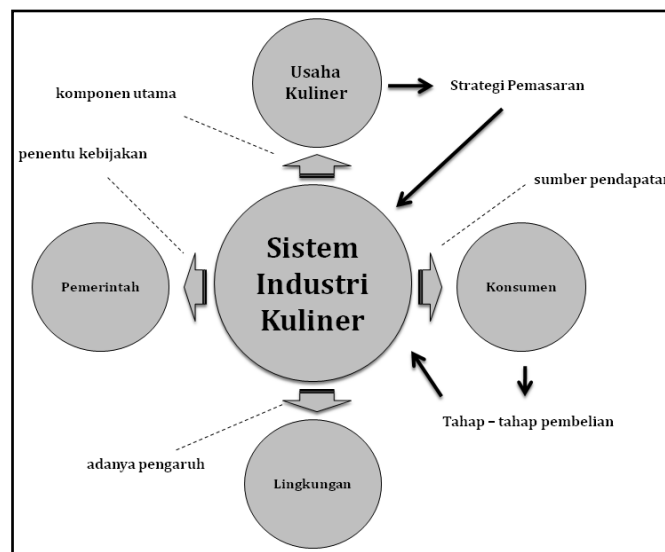 Usaha
Kuliner
Strategi Pemasaran
komponen utama
penentu kebijakan
sumber pendapatan
Sistem
Industri
Kuliner
Pemerintah
Konsumen
Tahap – tahap pembelian
adanya pengaruh
Lingkungan